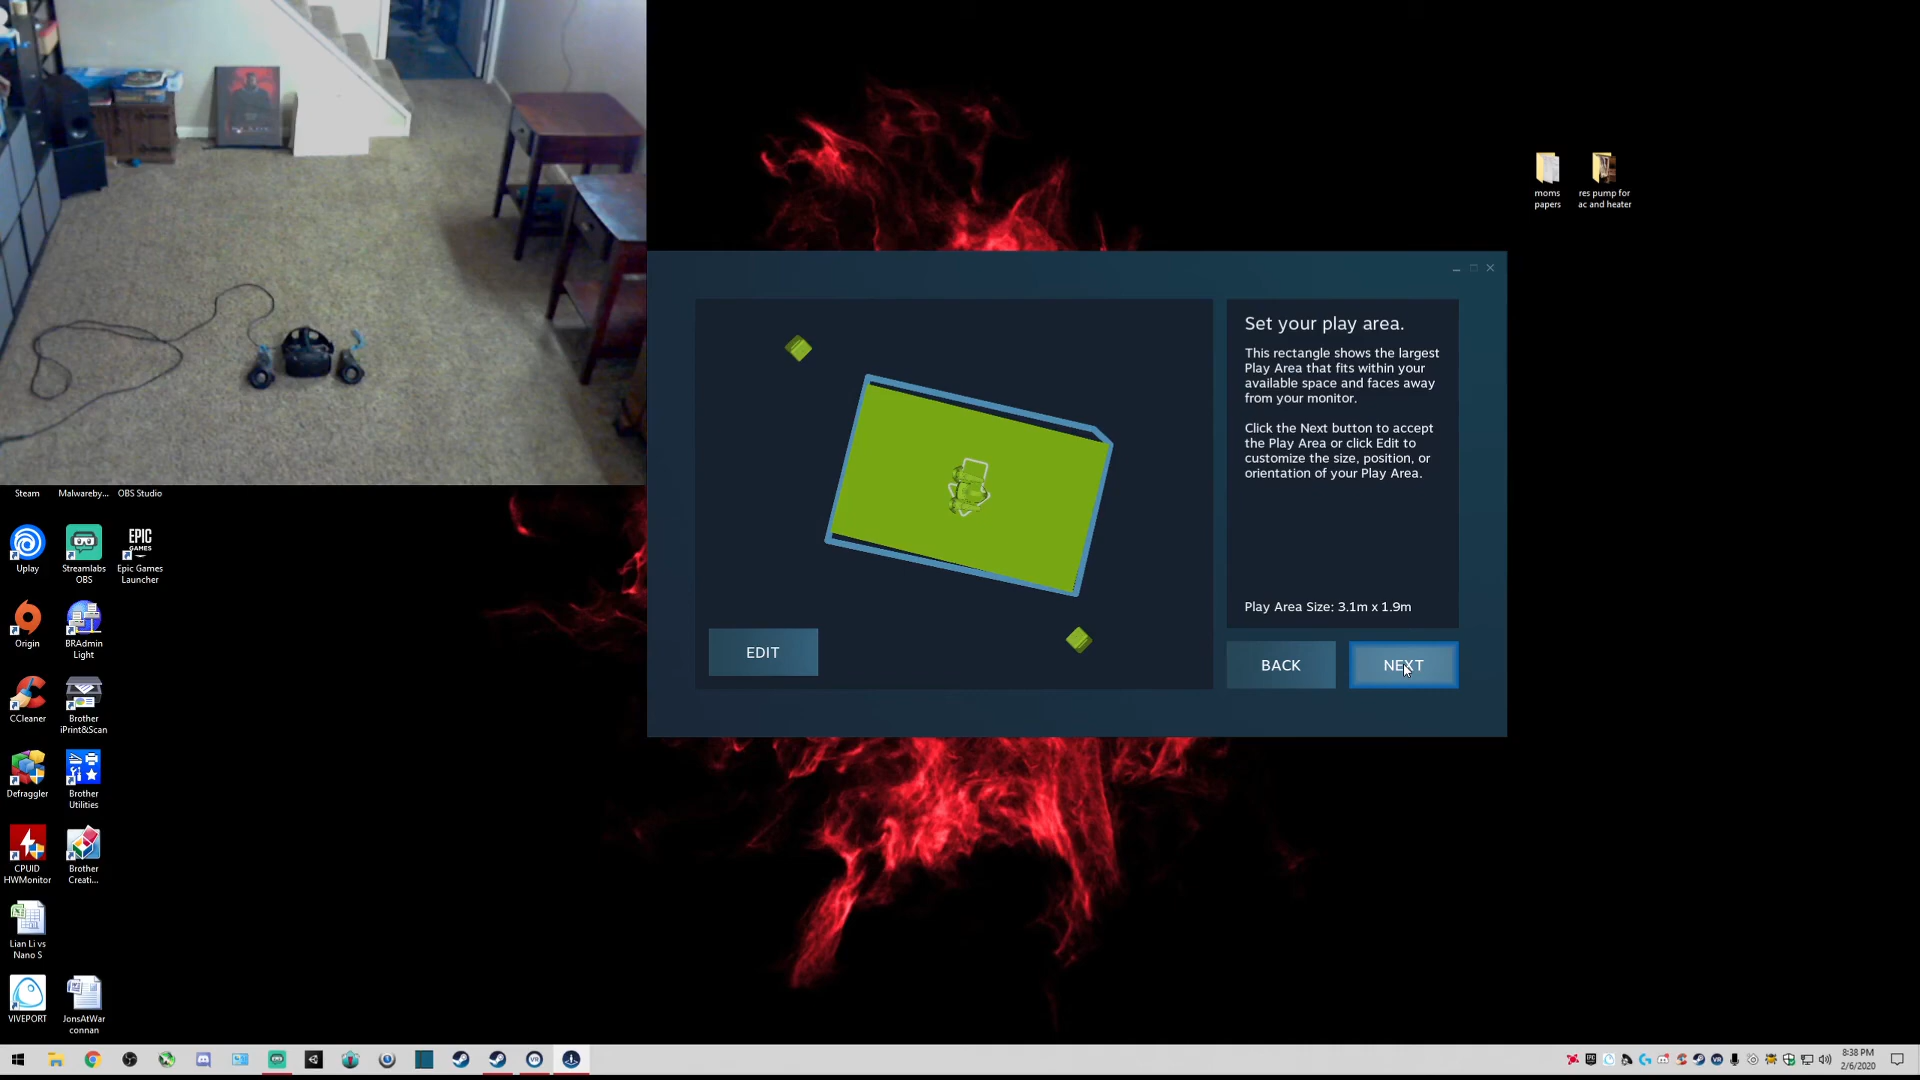 moms
papers
res pump for
ac and heater
Set your play area.
This rectangle shows the largest
Play Area that fits within your
available space and faces away
from your monitor.
Click the Next button to accept
the Play Area or click Edit to
customize the size, position, or
orientation of your Play Area.
Play Area Size: 3.1m x 1.9m
EDIT
BACK
NEXT
Steam
Malwareby...
OBS Studio
EPIC
GAMES
Uplay
Streamlabs
OBS
Epic Games
Launcher
Origin
BRAdmin
Light
CCleaner
Brother
iPrint&Scan
Defraggler
Brother
Utilities
CPUID
HWMonitor
Brother
Creati...
Lian Li vs
Nano S
VIVEPORT
JonsAtWar
connan
8:38 PM
2/6/2020